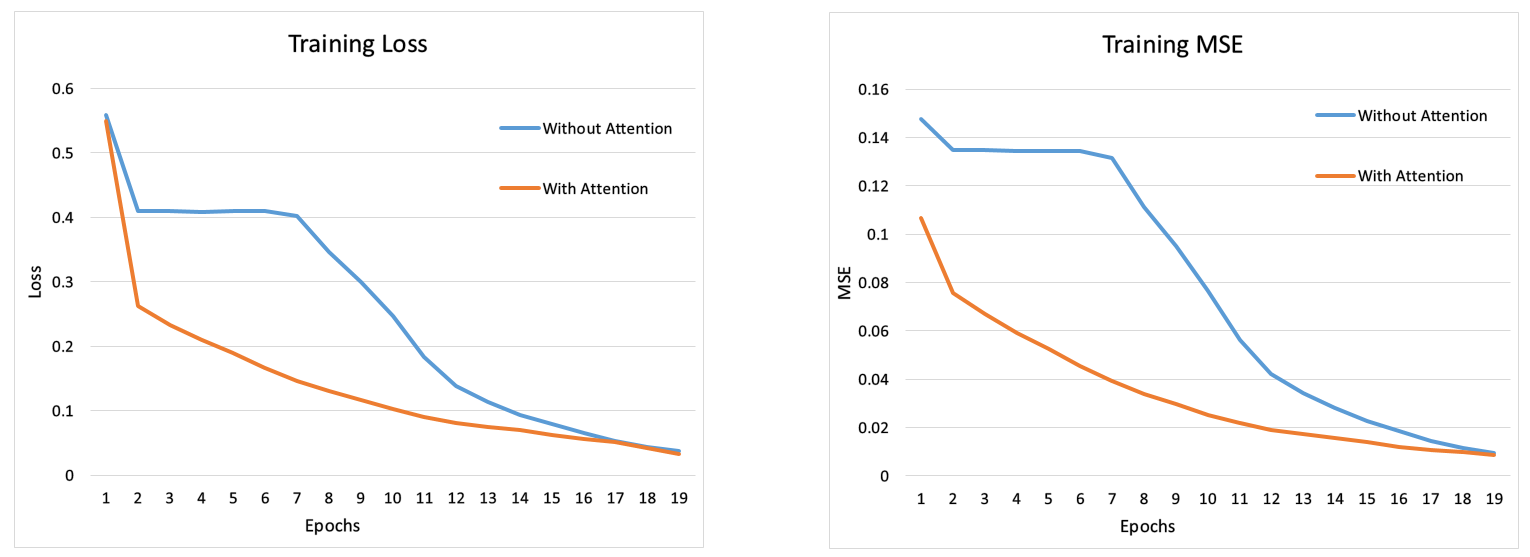 Training Loss
0.6
0.5
0.4
0.3
0.2
0.1
0
Loss
Without Attention
With Attention
1 2 3 4 5 6 7 8 9 10 11 12 13 14 15 16 17 18 19
Epochs
Training MSE
0.16
0.14
0.12
0.1
0.08
0.06
0.04
0.02
0
MSE
Without Attention
With Attention
1 2 3 4 5 6 7 8 9 10 11 12 13 14 15 16 17 18 19
Epochs